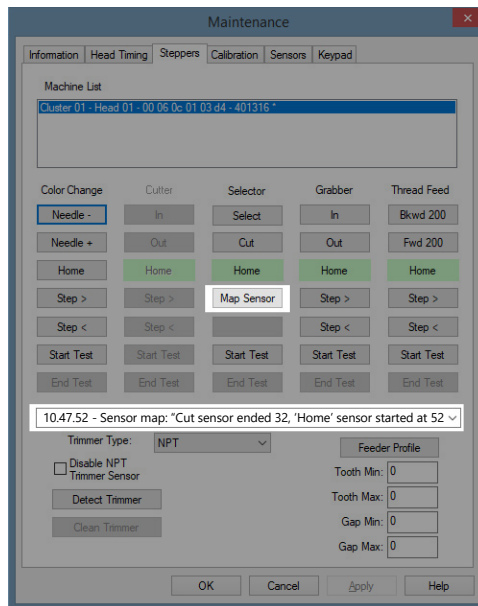 Maintenance
Information Head Timing Steppers Calibration Sensors Keypad
Machine List
Cluster 01 - Head 01 - 00 06 0c 01 03 d4 - 401316 *
Color Change Cutter Selector Grabber Thread Feed
Needle - In Select In Bkwd 200
Needle + Out Cut Out Fwd 200
Home Home Home Home Home
Step > Step > Map Sensor Step > Step >
Step < Step < Step < Step <
Start Test Start Test Start Test Start Test Start Test
End Test End Test End Test End Test End Test
10.47.52 - Sensor map: “Cut sensor ended 32, ‘Home’ sensor started at 52
Trimmer Type: NPT Feeder Profile
Disable NPT
Trimmer Sensor
Tooth Min: 0
Detect Trimmer Tooth Max: 0
Clean Trimmer Gap Min: 0
Gap Max: 0
OK Cancel Apply Help